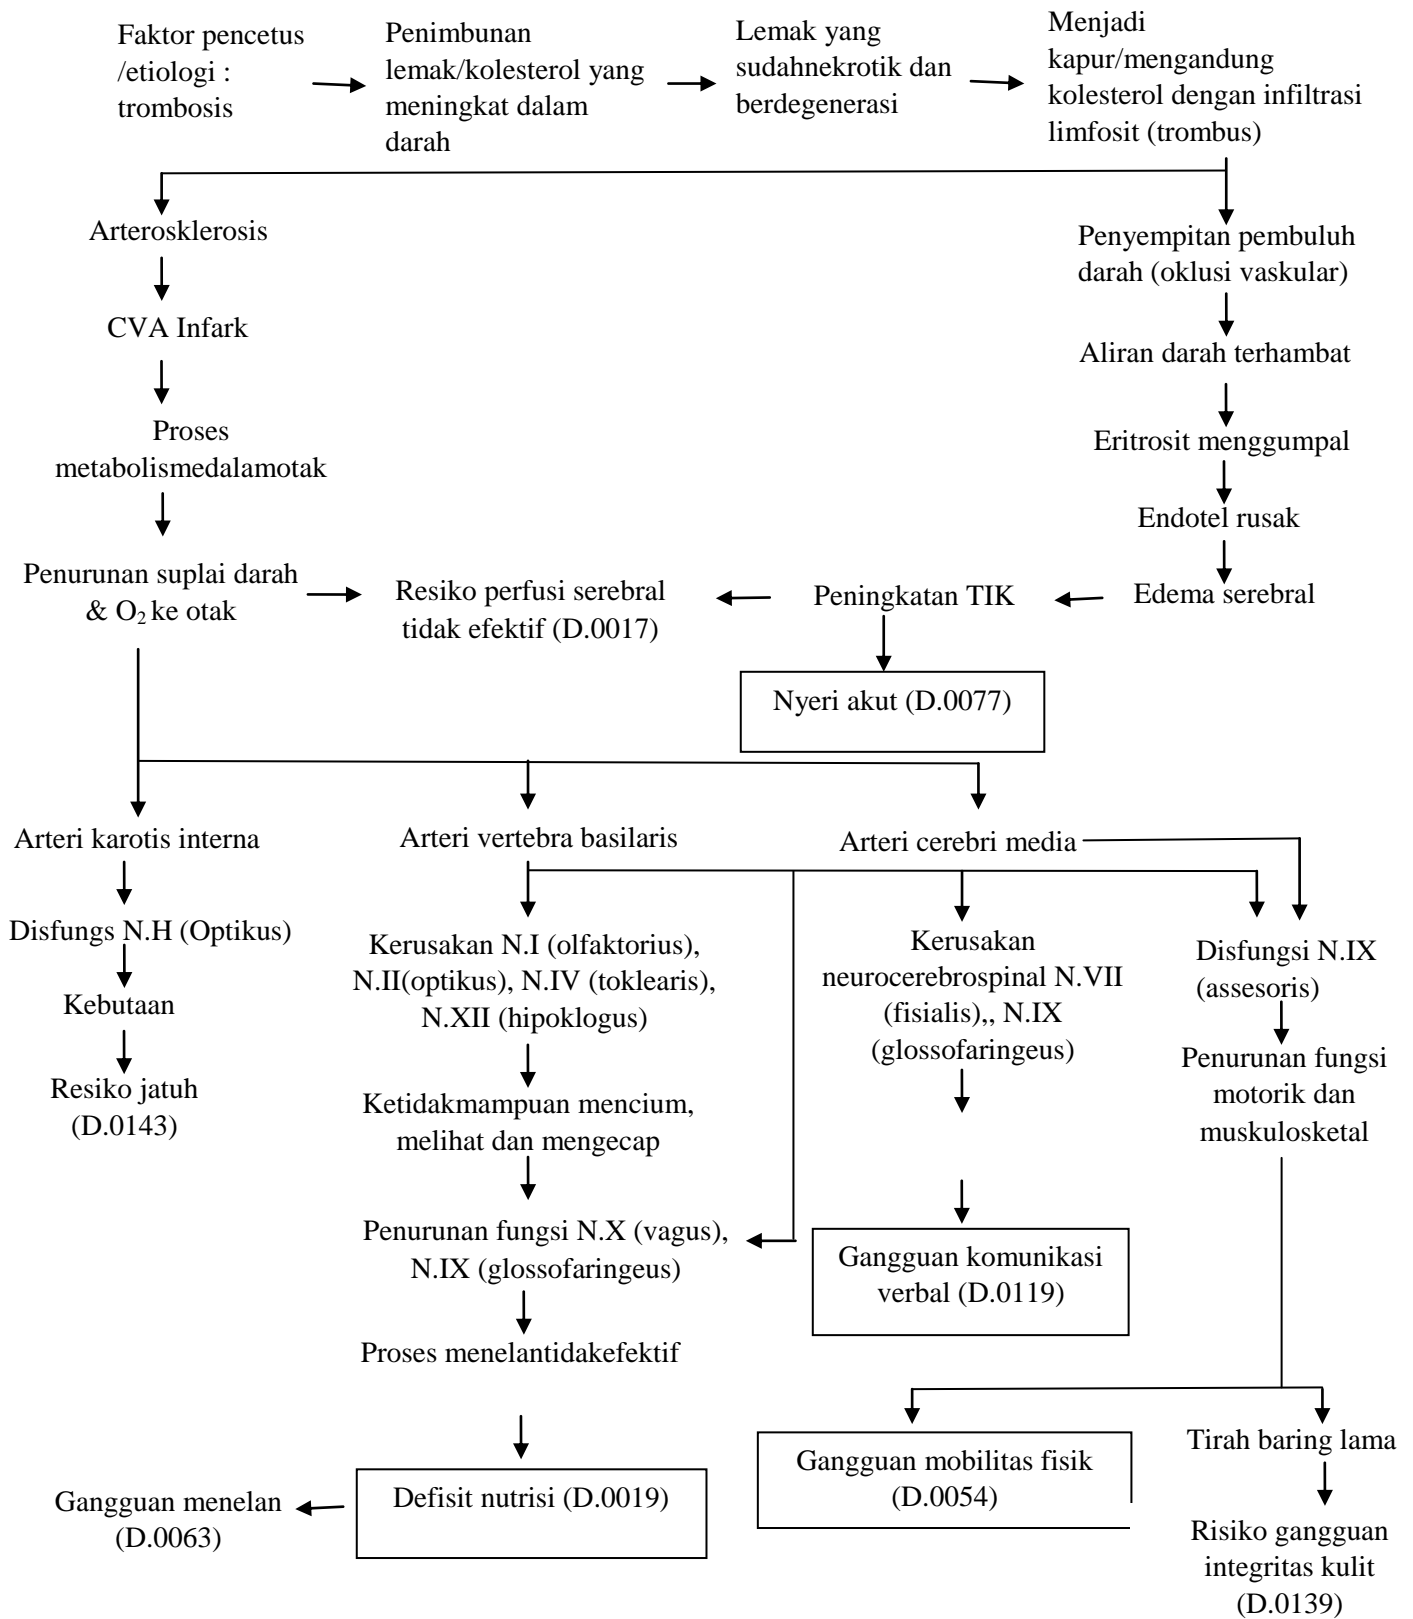 Faktor pencetus
/etiologi :
trombosis
Penimbunan
lemak/kolesterol yang
meningkat dalam
darah
Lemak yang
sudahnekrotik dan
berdegenerasi
Menjadi
kapur/mengandung
kolesterol dengan infiltrasi
limfosit (trombus)
Arterosklerosis
CVA Infark
Proses
metabolismedalamotak
Penurunan suplai darah
& O₂ ke otak
Penyempitan pembuluh
darah (oklusi vaskular)
Aliran darah terhambat
Eritrosit menggumpal
Endotel rusak
Edema serebral
Peningkatan TIK
Resiko perfusi serebral
tidak efektif (D.0017)
Nyeri akut (D.0077)
Arteri karotis interna
Disfungs N.H (Optikus)
Kebutaan
Resiko jatuh
(D.0143)
Arteri vertebra basilaris
Kerusakan N.I (olfaktorius),
N.II(optikus), N.IV (toklearis),
N.XII (hipoklogus)
Ketidakmampuan mencium,
melihat dan mengecap
Penurunan fungsi N.X (vagus),
N.IX (glossofaringeus)
Proses menelantidakefektif
Defisit nutrisi (D.0019)
Gangguan menelan
(D.0063)
Arteri cerebri media
Kerusakan
neurocerebrospinal N.VII
(fisialis),, N.IX
(glossofaringeus)
Gangguan komunikasi
verbal (D.0119)
Disfungsi N.IX
(assesoris)
Penurunan fungsi
motorik dan
muskulosketal
Gangguan mobilitas fisik
(D.0054)
Tirah baring lama
Risiko gangguan
integritas kulit
(D.0139)